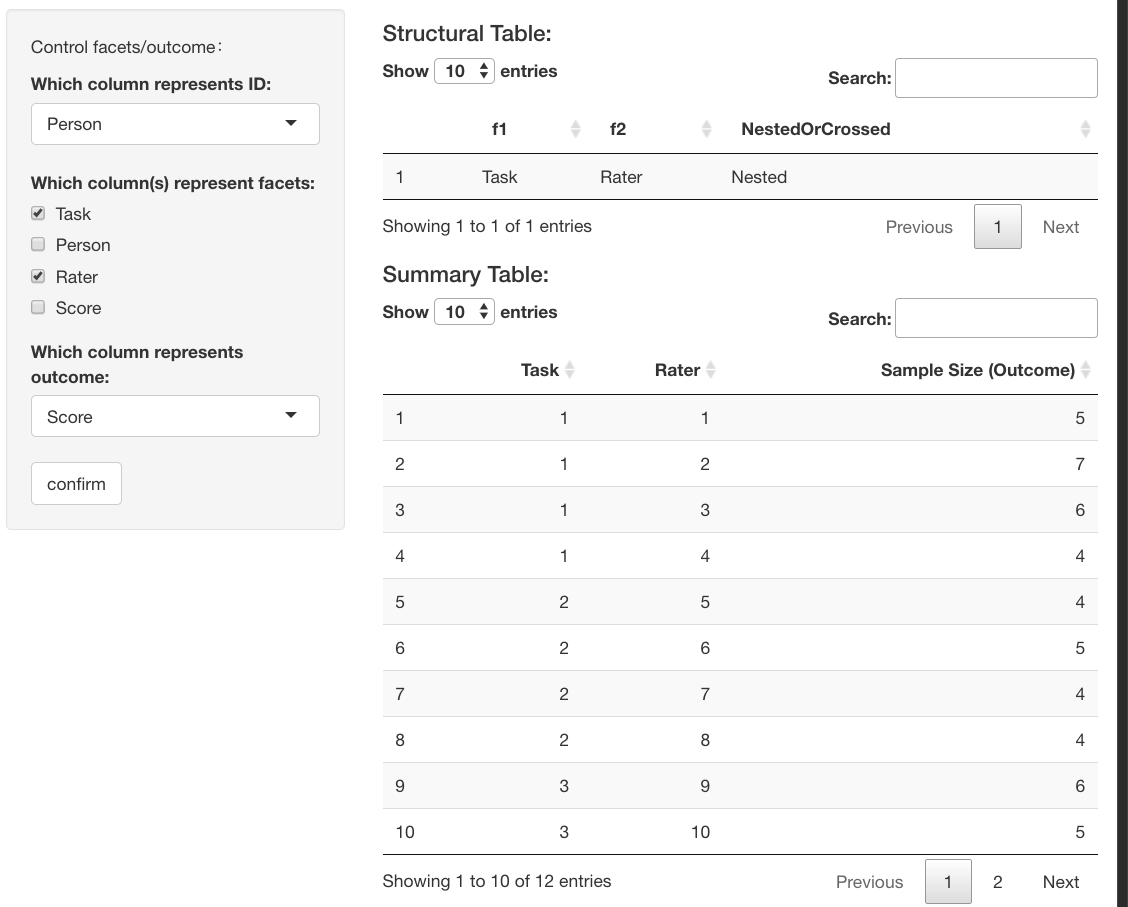 Control facets/outcome:
Which column represents ID:
Person
Which column(s) represent facets:
Task
Person
Rater
Score
Which column represents
outcome:
Score
confirm
Structural Table:
Show 10 entries
Search:
f1 f2 NestedOrCrossed
1 Task Rater Nested
Showing 1 to 1 of 1 entries
Previous 1 Next
Summary Table:
Show 10 entries
Search:
Task Rater Sample Size (Outcome)
1 1 1 5
2 1 2 7
3 1 3 6
4 1 4 4
5 2 5 4
6 2 6 5
7 2 7 4
8 2 8 4
9 3 9 6
10 3 10 5
Showing 1 to 10 of 12 entries
Previous 1 2 Next